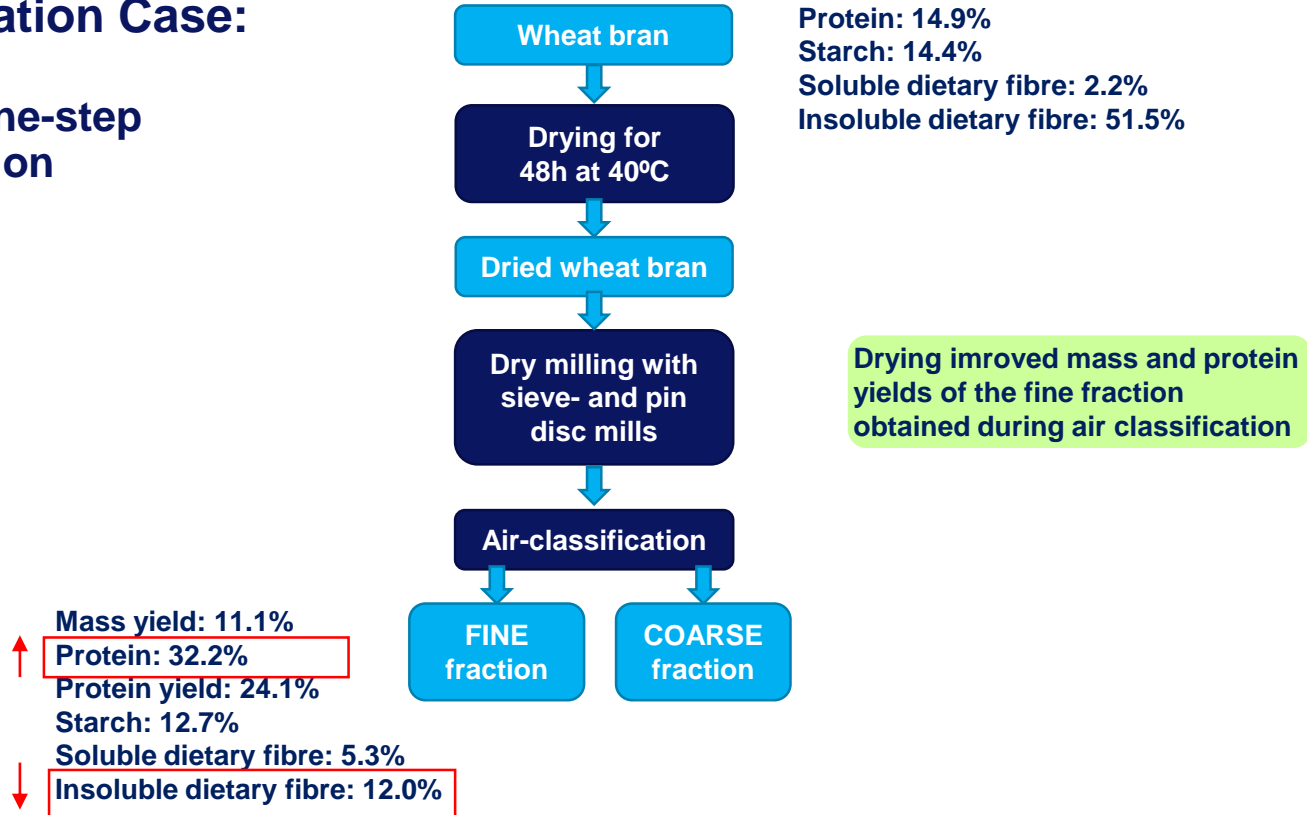 ation Case:
ne-step
on
Wheat bran
Protein: 14.9%
Starch: 14.4%
Soluble dietary fibre: 2.2%
Insoluble dietary fibre: 51.5%
Drying for
48h at 40ºC
Dried wheat bran
Dry milling with
sieve- and pin
disc mills
Drying imroved mass and protein
yields of the fine fraction
obtained during air classification
Air-classification
FINE
fraction
COARSE
fraction
Mass yield: 11.1%
Protein: 32.2%
Protein yield: 24.1%
Starch: 12.7%
Soluble dietary fibre: 5.3%
Insoluble dietary fibre: 12.0%